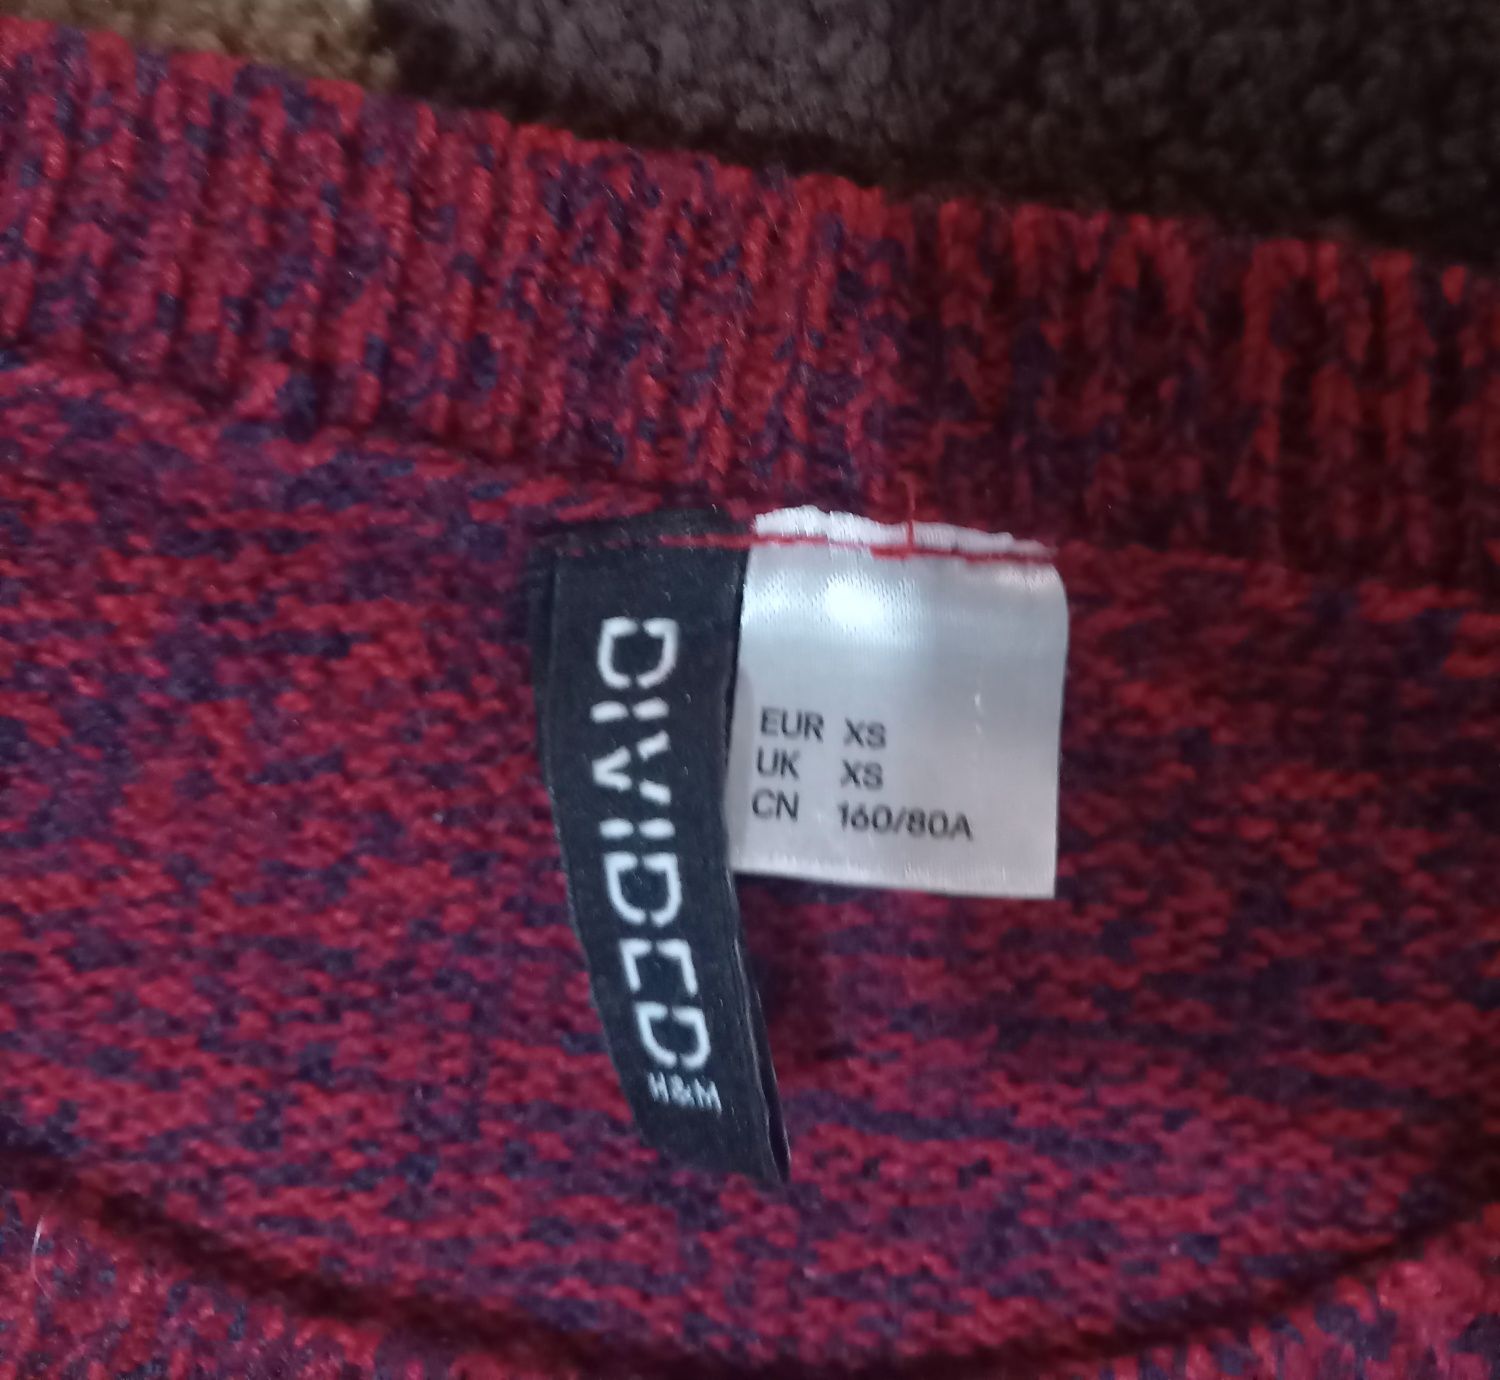 DIVIDED
H&M
EUR XS
UK XS
CN 160/80A